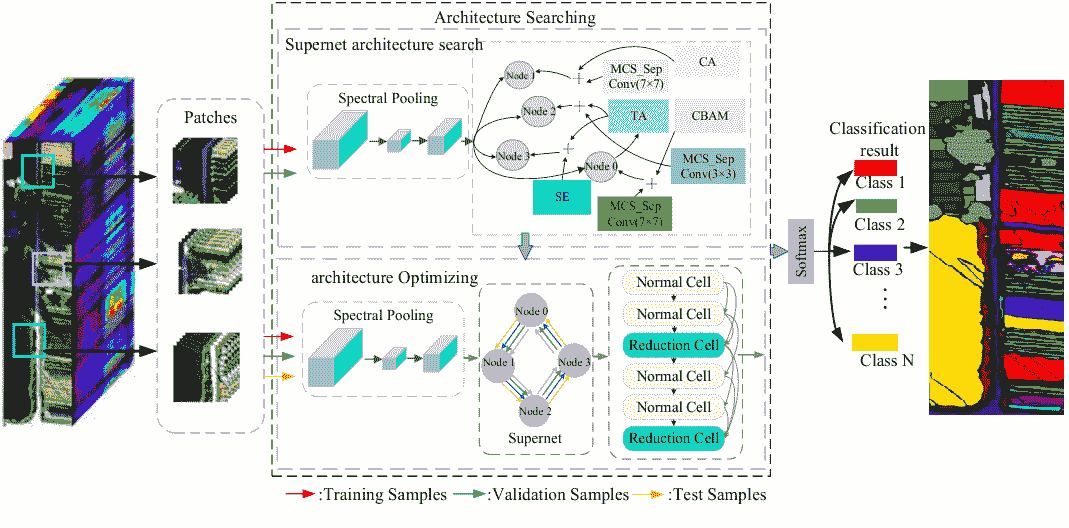 Architecture Searching
Supernet architecture search
Patches
Spectral Pooling
Node 1
Node 2
Node 3
Node 0
MCS_Sep
Conv(7×7)
CA
TA
CBAM
MCS_Sep
Conv(3×3)
SE
MCS_Sep
Conv(7×7)
architecture Optimizing
Spectral Pooling
Node 0
Node 1
Node 3
Node 2
Supernet
Normal Cell
Normal Cell
Reduction Cell
Normal Cell
Normal Cell
Reduction Cell
Softmax
Classification
result
Class 1
Class 2
Class 3
Class N
:Training Samples
:Validation Samples
:Test Samples